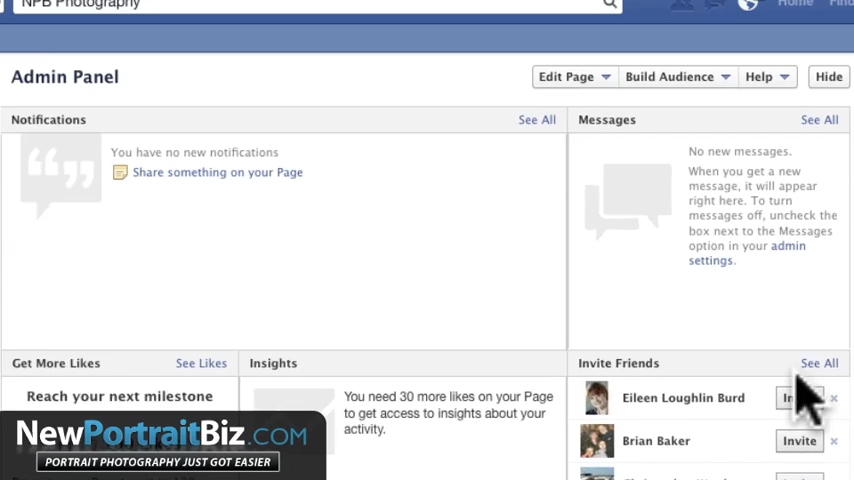 NPB Photography
Home
Admin Panel
Edit Page
Build Audience
Help
Hide
Notifications
See All
You have no new notifications
Share something on your Page
Messages
See All
No new messages.
When you get a new
message, it will appear
right here. To turn
messages off, uncheck the
box next to the Messages
option in your admin
settings.
Get More Likes
See Likes
Reach your next milestone
Insights
You need 30 more likes on your Page
to get access to insights about your
activity.
Invite Friends
See All
Eileen Loughlin Burd
Brian Baker
Invite
NewPortraitBiz.COM
PORTRAIT PHOTOGRAPHY JUST GOT EASIER